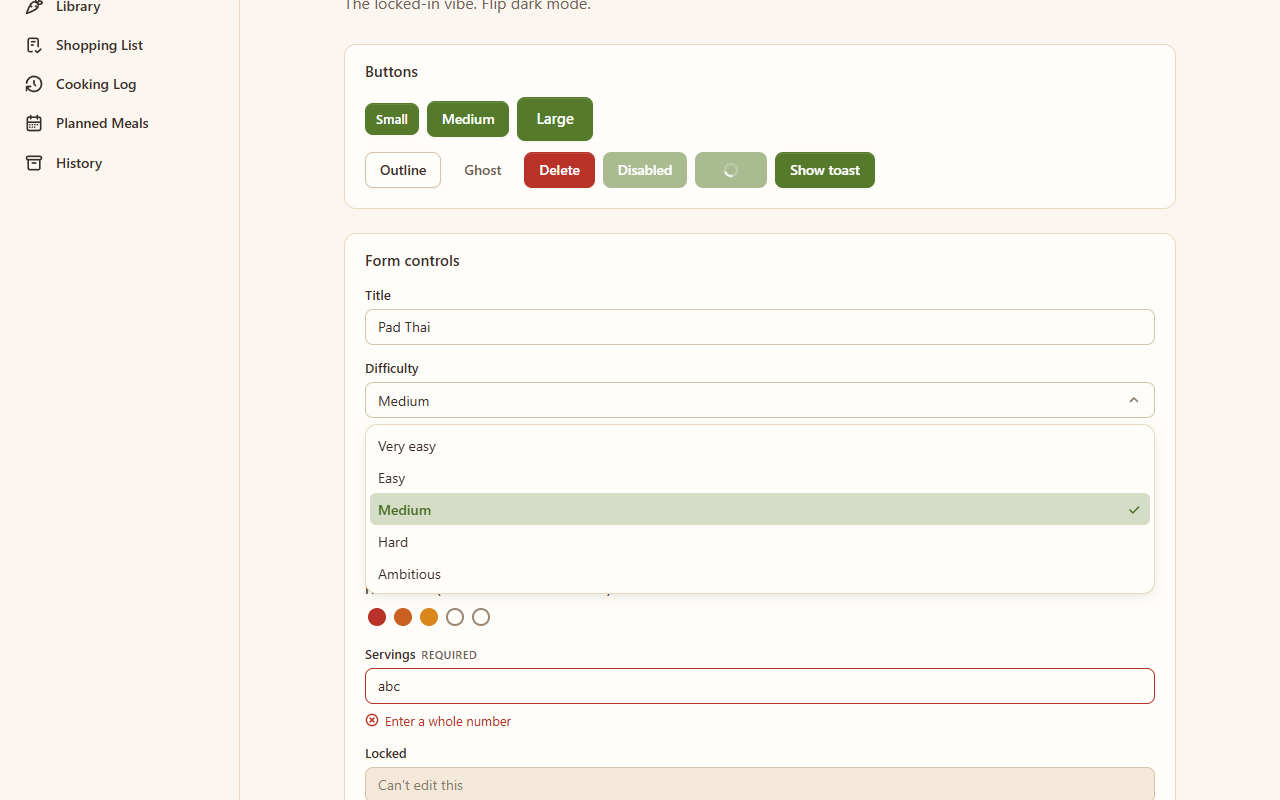 Library
Shopping List
Cooking Log
Planned Meals
History
The locked-in vibe. Flip dark mode.
Buttons
Small Medium Large
Outline Ghost Delete Disabled Show toast
Form controls
Title
Pad Thai
Difficulty
Medium
Very easy
Easy
Medium
Hard
Ambitious
Servings REQUIRED
abc
Enter a whole number
Locked
Can't edit this